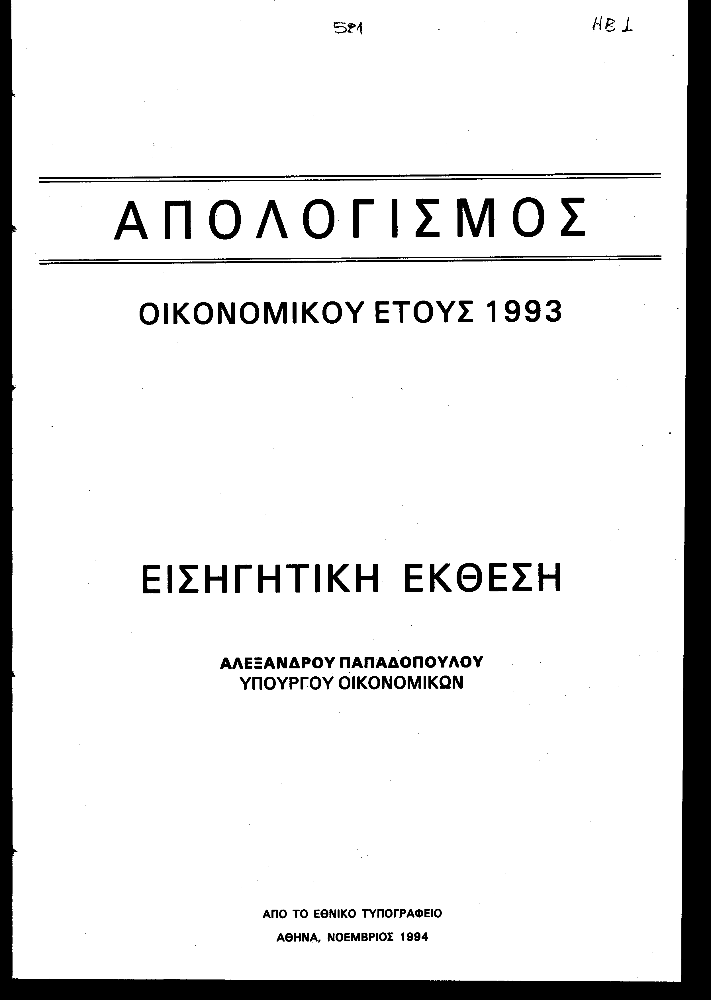 521 HB 1
ΑΠΟΛΟΓΙΣΜΟΣ
ΟΙΚΟΝΟΜΙΚΟΥ ΕΤΟΥΣ 1993
ΕΙΣΗΓΗΤΙΚΗ ΕΚΘΕΣΗ
ΑΛΕΞΑΝΔΡΟΥ ΠΑΠΑΔΟΠΟΥΛΟΥ
ΥΠΟΥΡΓΟΥ ΟΙΚΟΝΟΜΙΚΩΝ
ΑΠΟ ΤΟ ΕΘΝΙΚΟ ΤΥΠΟΓΡΑΦΕΙΟ
ΑΘΗΝΑ, ΝΟΕΜΒΡΙΟΣ 1994